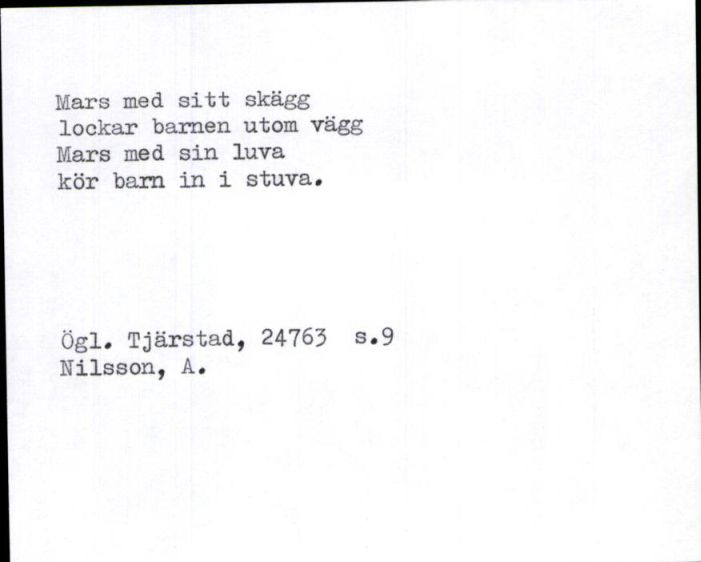 Mars med sitt skägg
lockar barnen utom vägg
Mars med sin luva
kör barn in i stuva.
Ögl. Tjärstad, 24763 s.9
Nilsson, A.